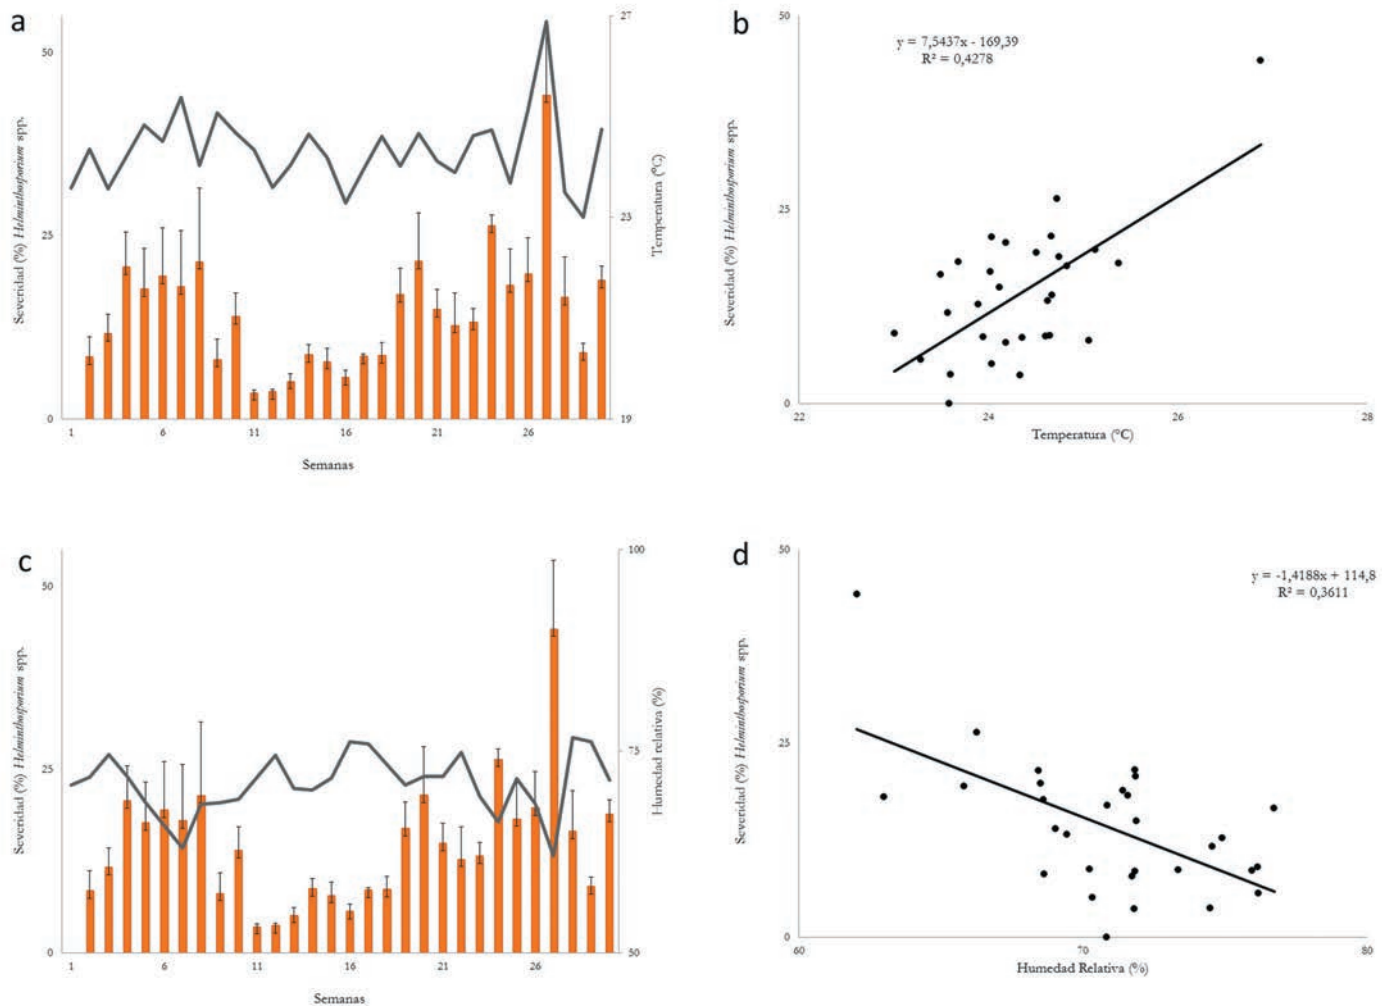 a
50
25
0
Severidad (%) Helminthosporium spp.
27
23
19
Temperatura (ºC)
1 6 11 16 21 26
Semanas
b
50
25
0
Severidad (%) Helminthosporium spp.
y = 7,5437x - 169,39
R² = 0,4278
22 24 26 28
Temperatura (ºC)
c
50
25
0
Severidad (%) Helminthosporium spp.
100
75
50
Humedad relativa (%)
1 6 11 16 21 26
Semanas
d
50
25
0
Severidad (%) Helminthosporium spp.
y = -1,4188x + 114,8
R² = 0,3611
60 70 80
Humedad Relativa (%)